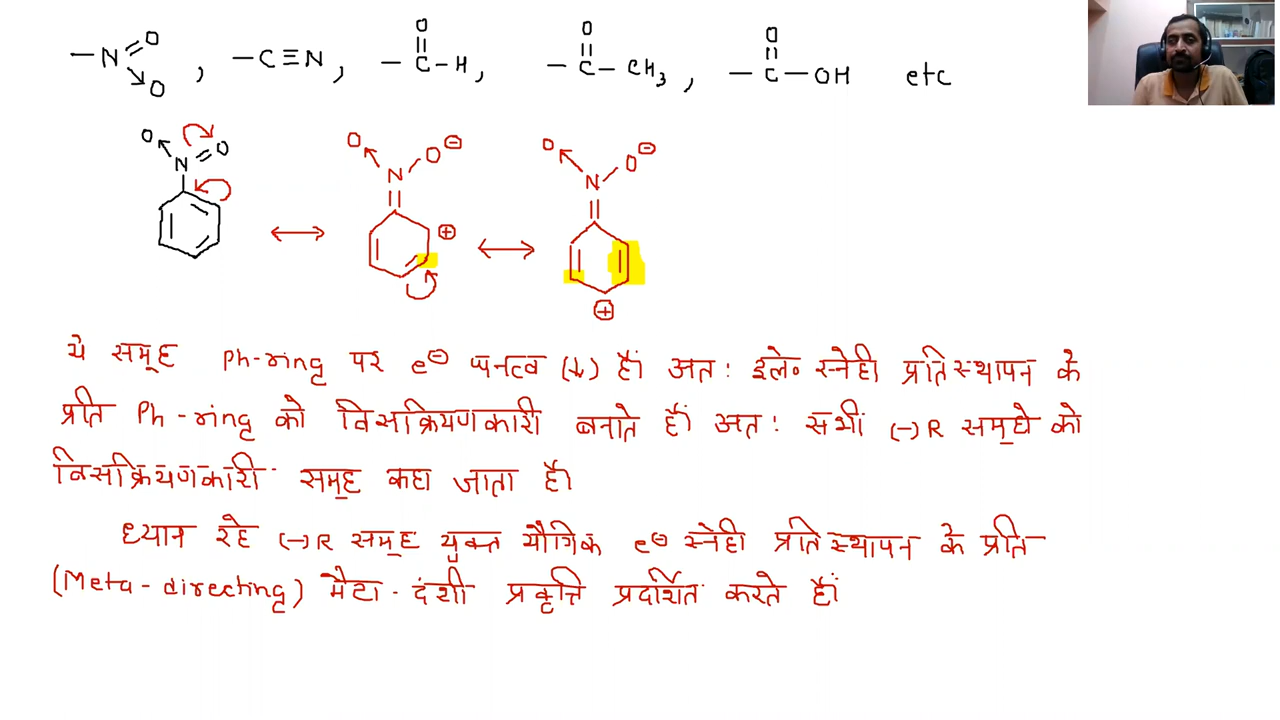 —N(=O)→O, —C≡N, —C(=O)—H, —C(=O)—CH3, —C(=O)—OH etc
O N O ↔ O N O⊖ ⊕ ↔ O N O⊖ ⊕
ये समूह Ph-ring पर e⊖ घनत्व (↓) हैं। अत: इले० स्नेही प्रतिस्थापन के
प्रति Ph-ring को विसक्रियणकारी बनाते हैं। अत: सभी (-)R समूहो को
विसक्रियणकारी समूह कहा जाता है।
ध्यान रहे (-)R समूह युक्त यौगिक e⊖ स्नेही प्रतिस्थापन के प्रति
(Meta-directing) मैटा-दंशी प्रकृत्ति प्रदर्शित करते हैं।